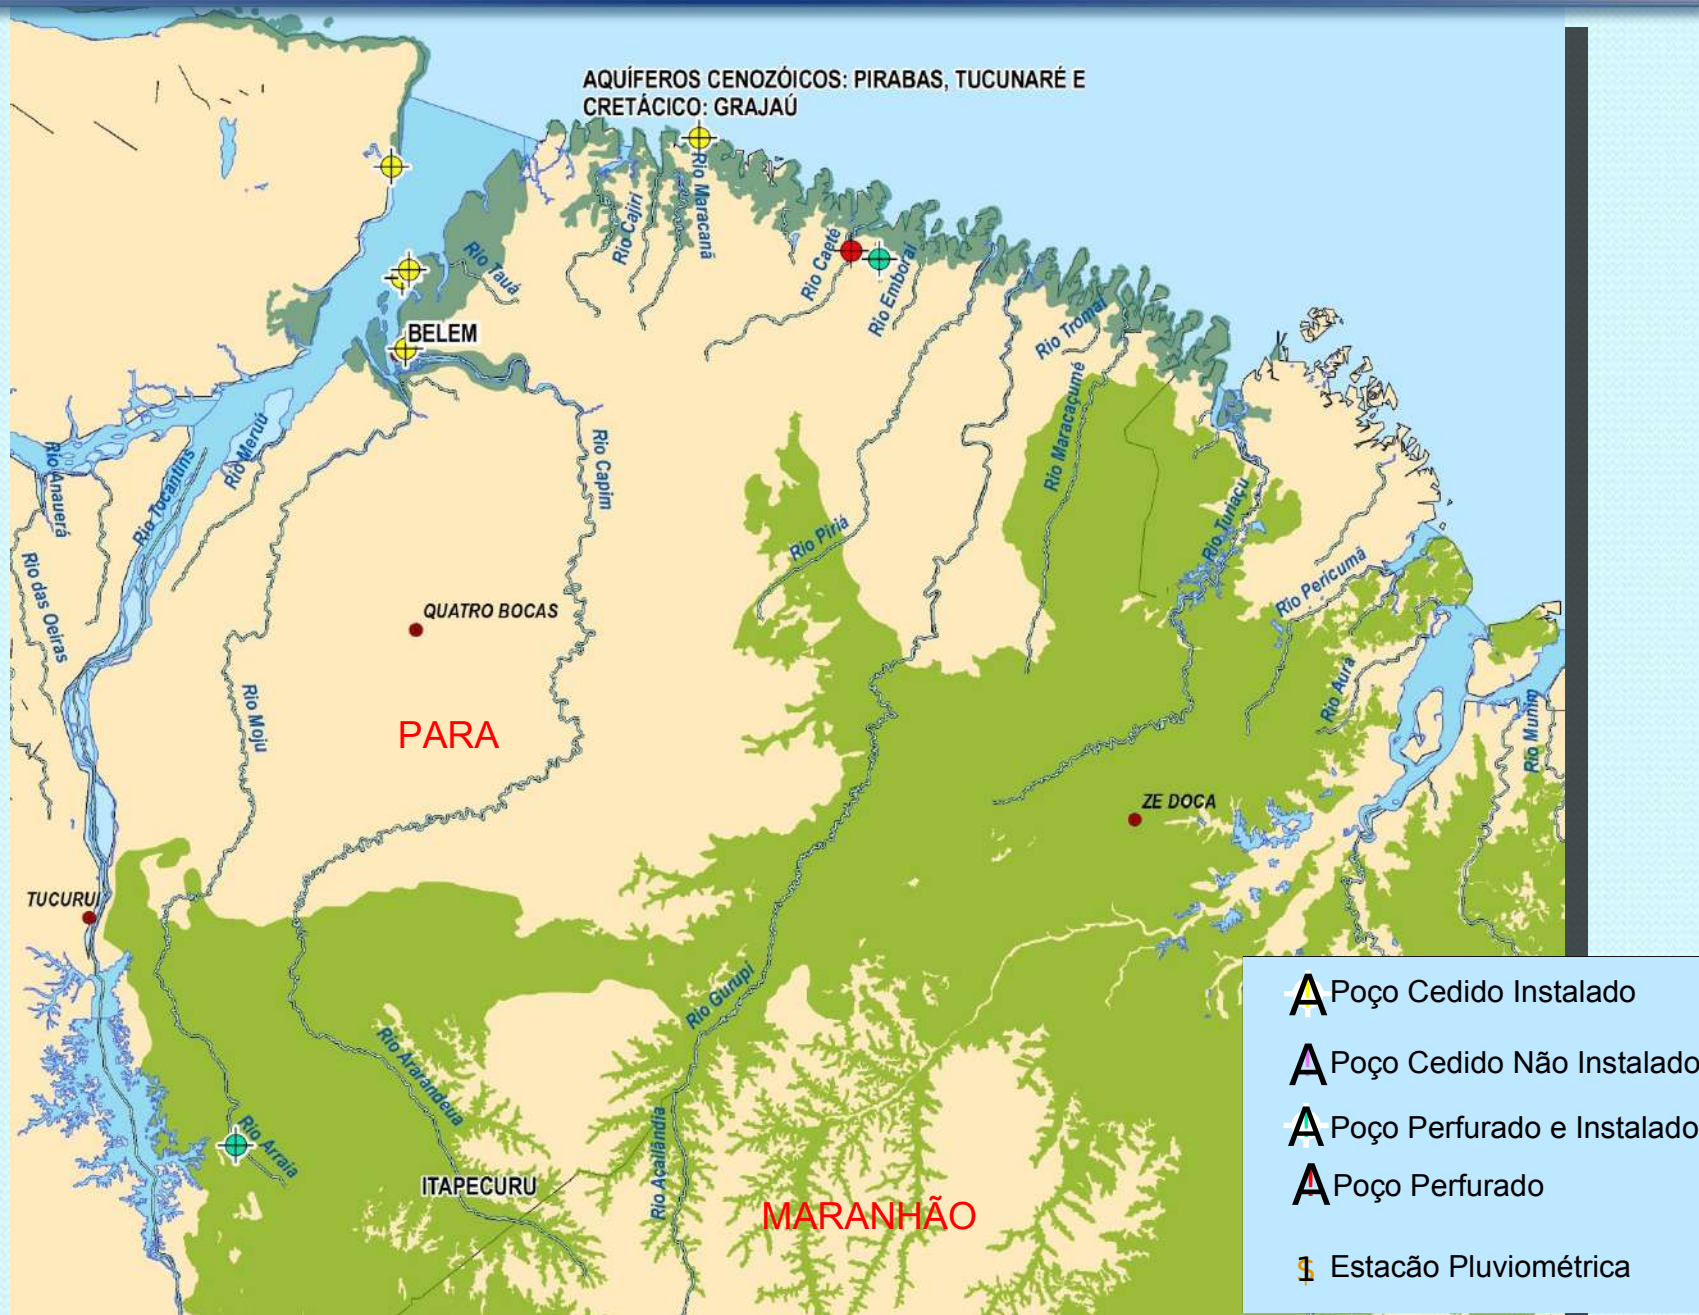 AQUÍFEROS CENOZÓICOS: PIRABAS, TUCUNARÉ E
CRETÁCICO: GRAJAÚ
Rio Maracanã
Rio Cajiri
Rio Tauá
Rio Caeté
Rio Emboraí
BELEM
Rio Tromaí
Rio Maracaçumé
Rio Meruú
Rio Capim
Rio Anauerá
Rio Tocantins
Rio Piriá
Rio Turiaçu
Rio Pericumã
Rio das Oeiras
QUATRO BOCAS
Rio Moju
PARA
Rio Aurá
Rio Munim
ZE DOCA
TUCURUI
Rio Gurupi
Rio Ararandeua
Rio Arraia
Rio Açailandia
ITAPECURU
MARANHÃO
A Poço Cedido Instalado
A Poço Cedido Não Instalado
A Poço Perfurado e Instalado
A Poço Perfurado
$1 Estacão Pluviométrica